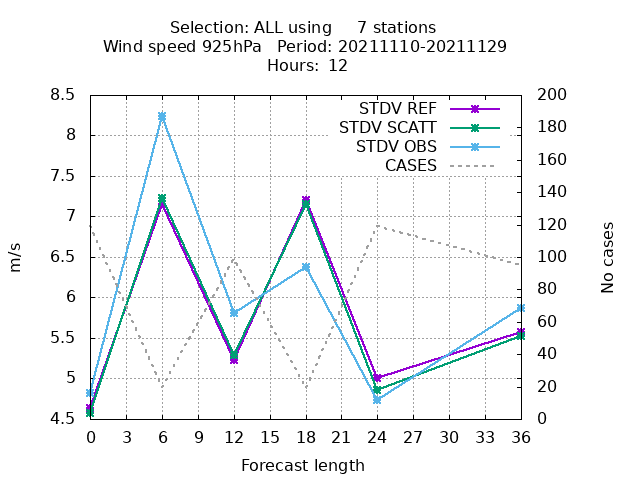 Selection: ALL using     7 stations
Wind speed 925hPa   Period: 20211110-20211129
Hours:  12
STDV REF
STDV SCATT
STDV OBS
CASES
8.5
8
7.5
7
6.5
6
5.5
5
4.5
m/s
200
180
160
140
120
100
80
60
40
20
0
No cases
0 3 6 9 12 15 18 21 24 27 30 33 36
Forecast length